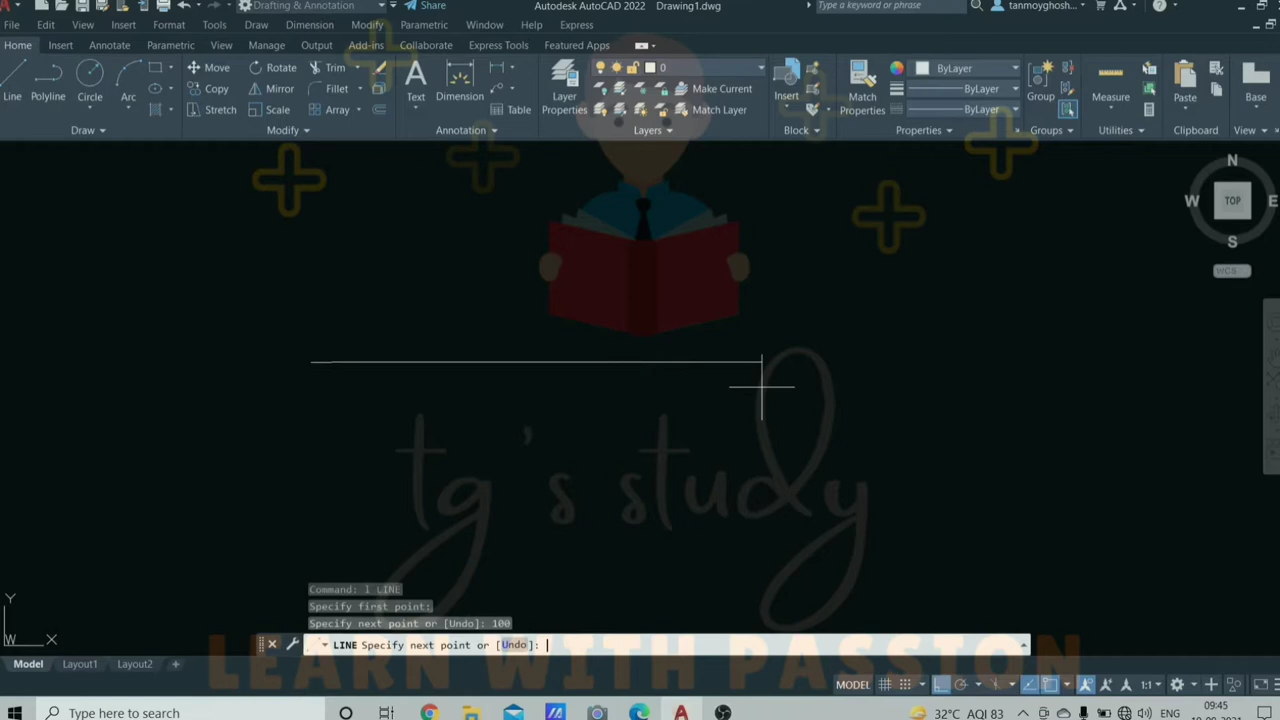 Drafting & Annotation Share Autodesk AutoCAD 2022 Drawing1.dwg Type a keyword or phrase tanmoyghosh...
File Edit View Insert Format Tools Draw Dimension Modify Parametric Window Help Express
Home Insert Annotate Parametric View Manage Output Add-ins Collaborate Express Tools Featured Apps
Move Rotate Trim 0 ByLayer
Line Polyline Circle Arc Copy Mirror Fillet Text Dimension Layer Properties Make Current Insert Match Properties ByLayer Group Measure Paste Base
Stretch Scale Array Table Match Layer ByLayer
Draw Modify Annotation Layers Block Properties Groups Utilities Clipboard View
N
W TOP E
S
WCS
tg's study
Command: l LINE
Specify first point:
Specify next point or [Undo]: 100
Y
W X
LINE Specify next point or [Undo]:
LEARN WITH PASSION
Model Layout1 Layout2 +
MODEL 1:1
Type here to search 32°C AQI 83 ENG 09:45